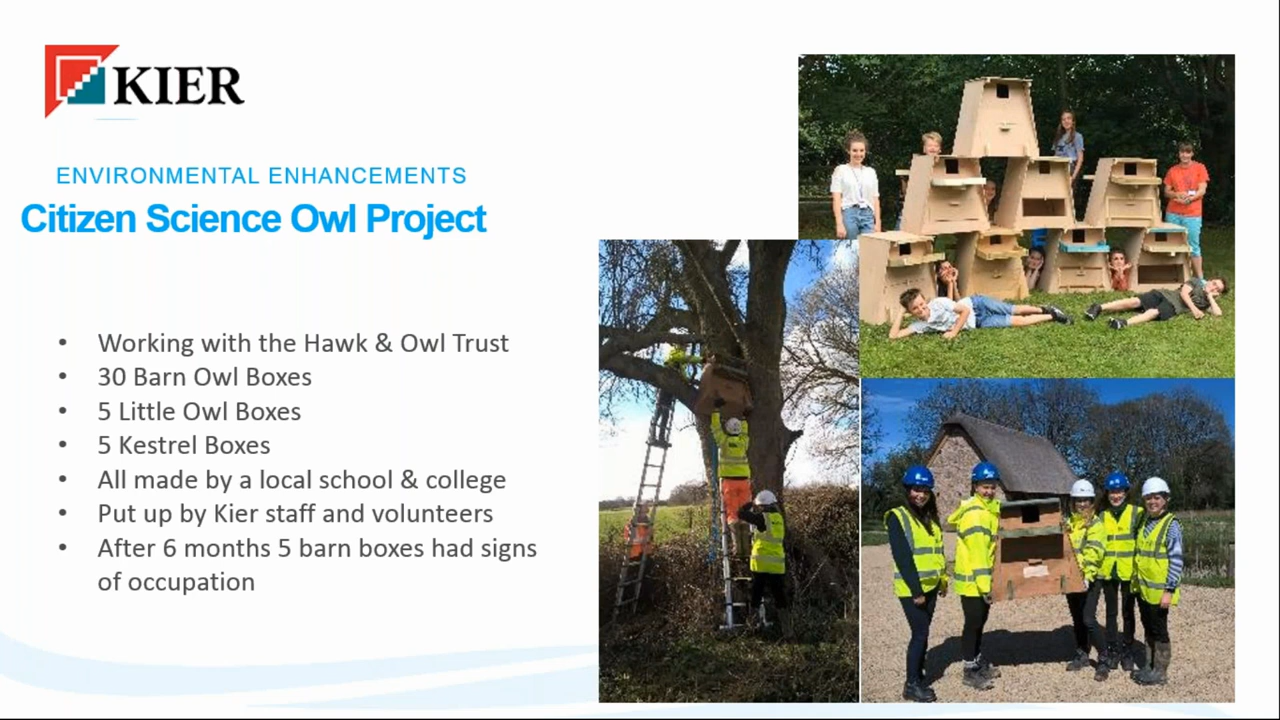 KIER
ENVIRONMENTAL ENHANCEMENTS
Citizen Science Owl Project
• Working with the Hawk & Owl Trust
• 30 Barn Owl Boxes
• 5 Little Owl Boxes
• 5 Kestrel Boxes
• All made by a local school & college
• Put up by Kier staff and volunteers
• After 6 months 5 barn boxes had signs
of occupation